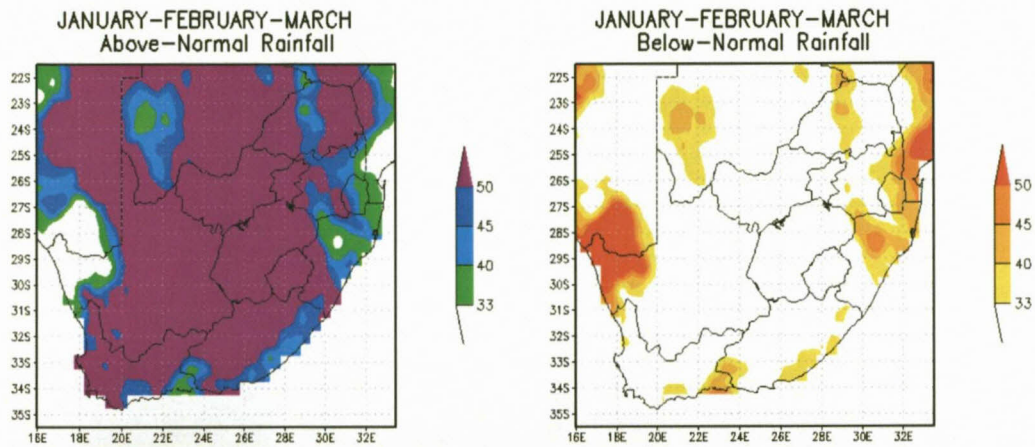 JANUARY–FEBRUARY–MARCH
Above–Normal Rainfall
22S
23S
24S
25S
26S
27S
28S
29S
30S
31S
32S
33S
34S
35S
16E 18E 20E 22E 24E 26E 28E 30E 32E
50
45
40
33
JANUARY–FEBRUARY–MARCH
Below–Normal Rainfall
22S
23S
24S
25S
26S
27S
28S
29S
30S
31S
32S
33S
34S
35S
16E 18E 20E 22E 24E 26E 28E 30E 32E
50
45
40
33